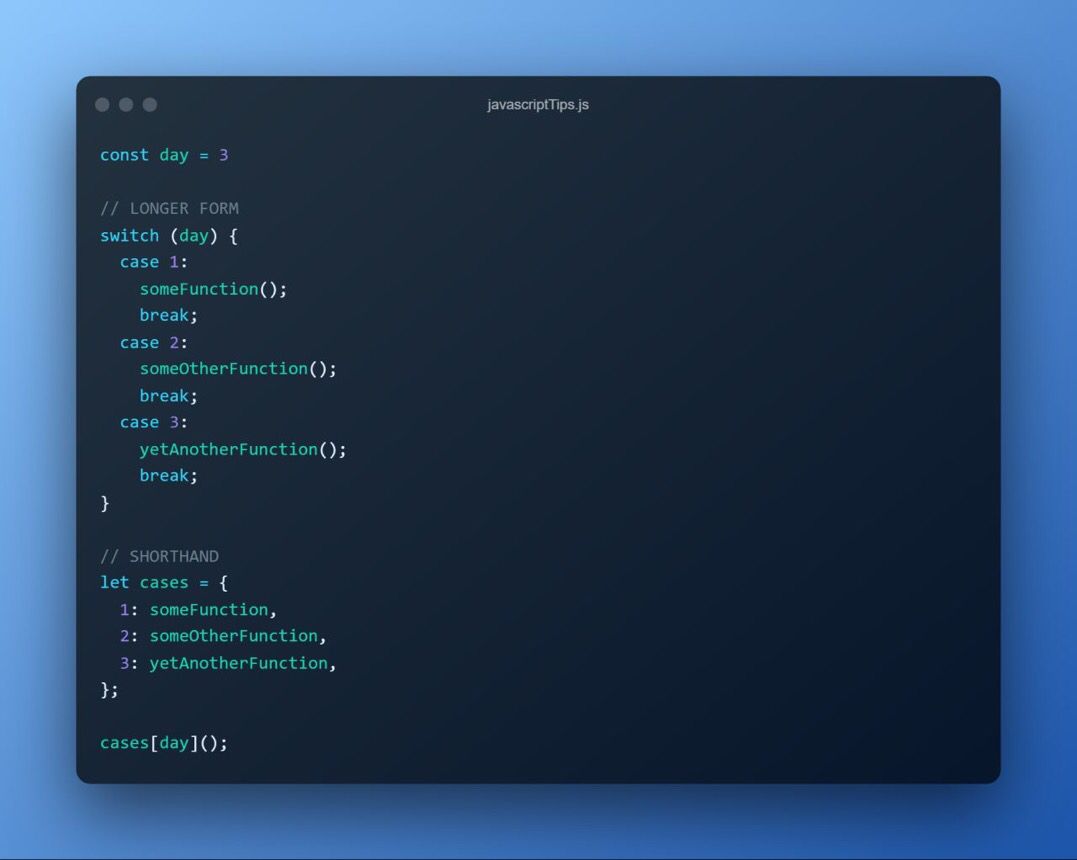 javascriptTips.js
const day = 3
// LONGER FORM
switch (day) {
  case 1:
    someFunction();
    break;
  case 2:
    someOtherFunction();
    break;
  case 3:
    yetAnotherFunction();
    break;
}
// SHORTHAND
let cases = {
  1: someFunction,
  2: someOtherFunction,
  3: yetAnotherFunction,
};
cases[day]();